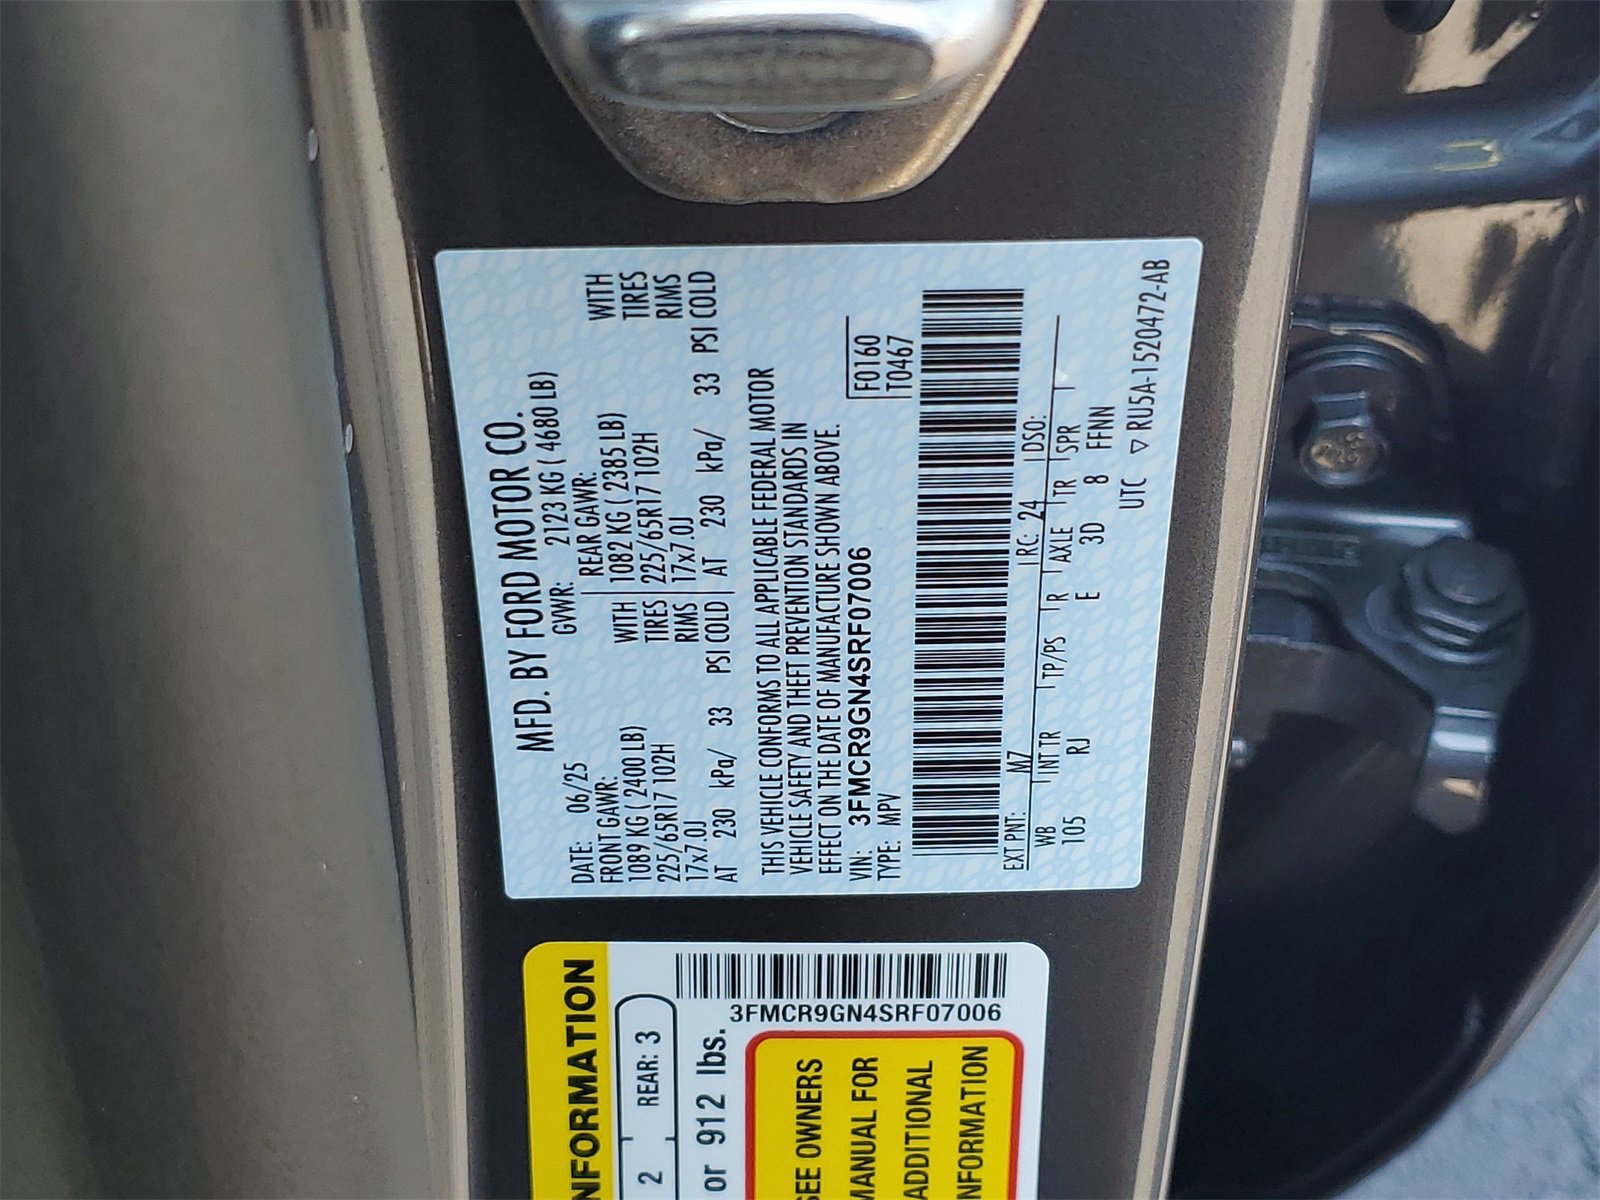 MFD. BY FORD MOTOR CO.
DATE: 06/25 GWR: 2123 KG ( 4680 LB)
FRONT GAWR: REAR GAWR:
1089 KG ( 2400 LB) WITH 1082 KG ( 2385 LB) WITH
225/65R17 102H TIRES 225/65R17 102H TIRES
17x7.0J RIMS 17x7.0J RIMS
AT 230 kPa/ 33 PSI COLD AT 230 kPa/ 33 PSI COLD
THIS VEHICLE CONFORMS TO ALL APPLICABLE FEDERAL MOTOR
VEHICLE SAFETY AND THEFT PREVENTION STANDARDS IN
EFFECT ON THE DATE OF MANUFACTURE SHOWN ABOVE.
VIN: 3FMCR9GN4SRF07006 F0160
TYPE: MPV T0467
EXT PNT: M7 RC: 24 DSO:
WB INT TR TP/PS R AXLE TR SPR
105 RJ E 3D 8 FFNN
UTC ▽ RU5A-1520472-AB
NFORMATION
2 REAR: 3
or 912 lbs.
3FMCR9GN4SRF07006
SEE OWNERS
MANUAL FOR
ADDITIONAL
NFORMATION